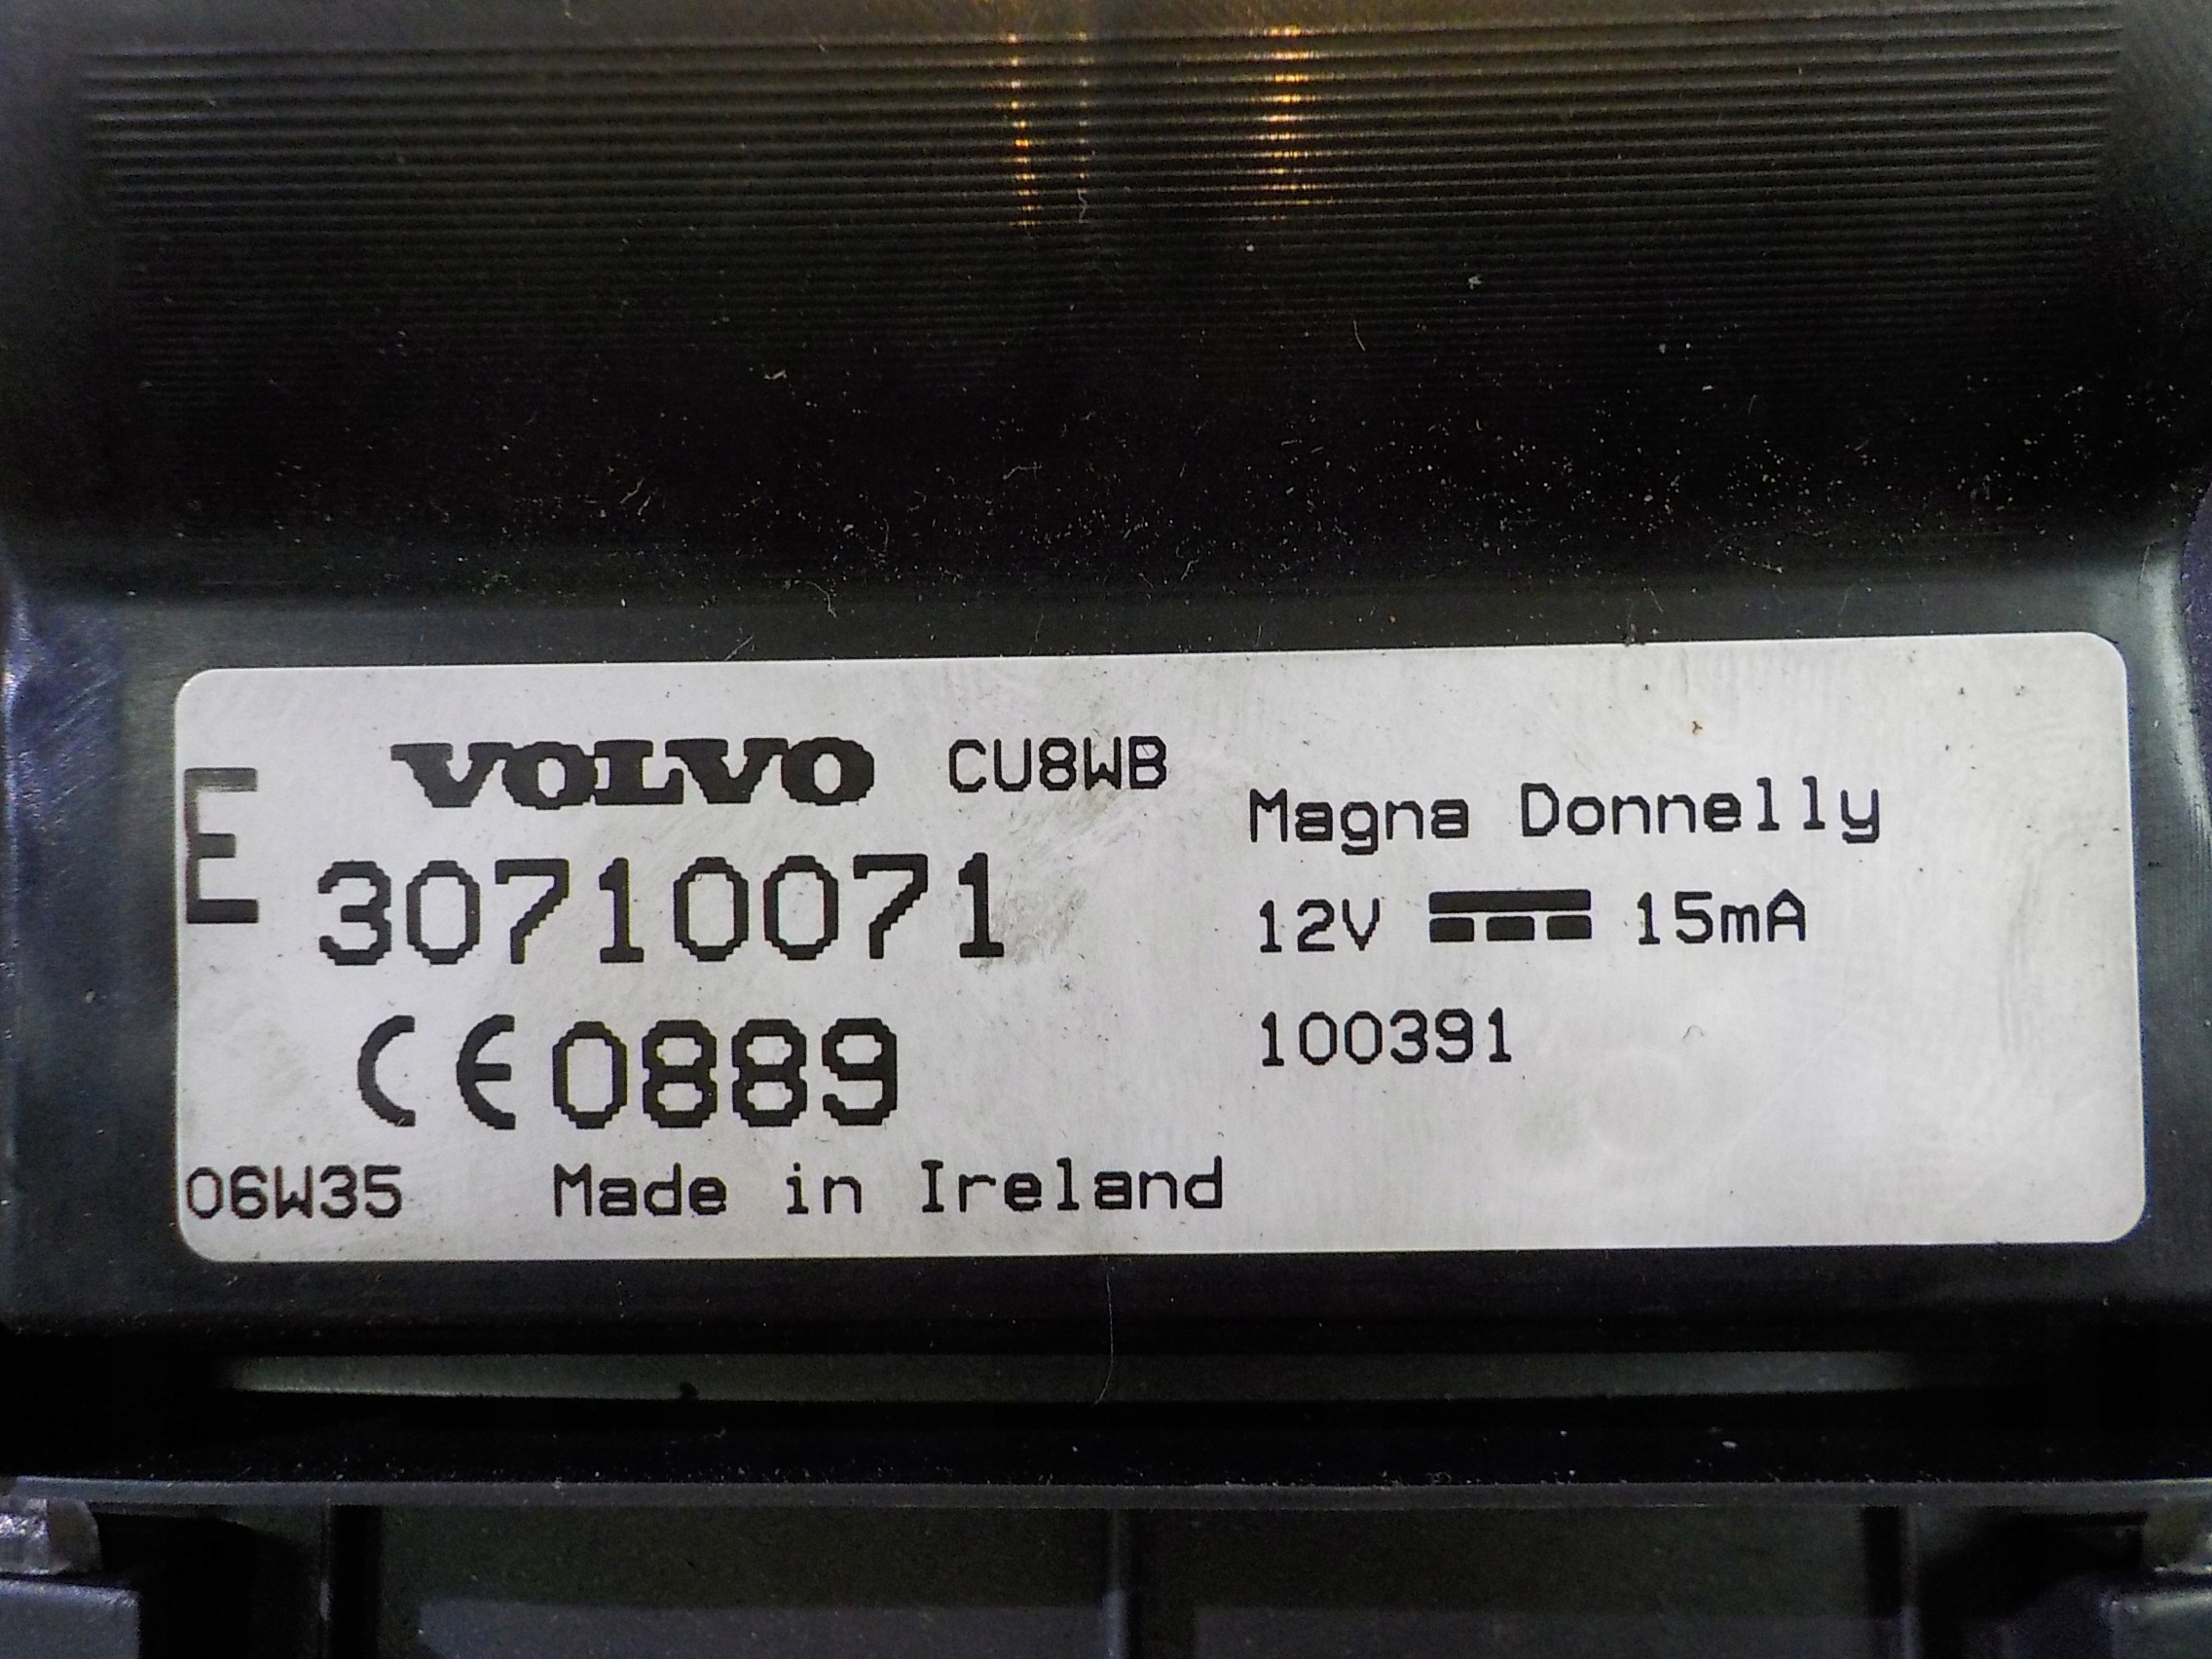 VOLVO CU8WB
E
30710071
CE0889
06W35 Made in Ireland
Magna Donnelly
12V 15mA
100391